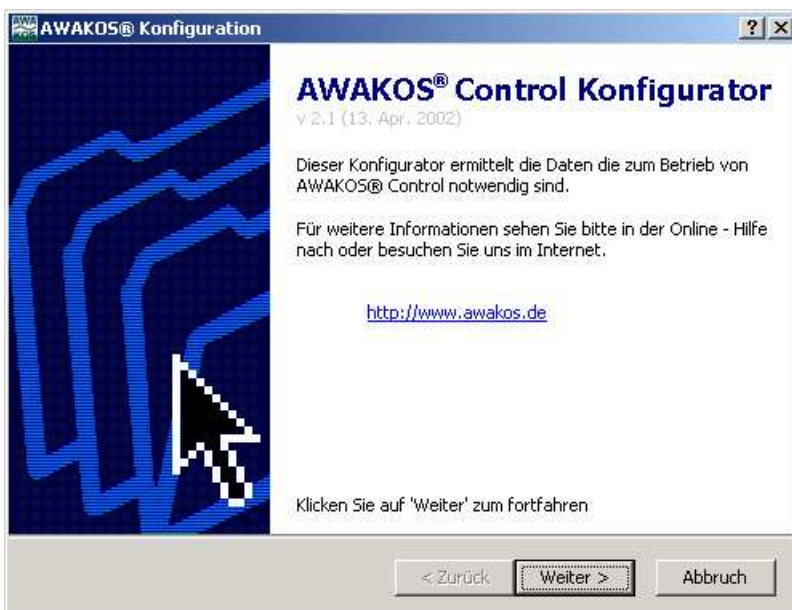 AWAKOS® Konfiguration
AWAKOS® Control Konfigurator
v 2.1 (13. Apr. 2002)
Dieser Konfigurator ermittelt die Daten die zum Betrieb von
AWAKOS® Control notwendig sind.
Für weitere Informationen sehen Sie bitte in der Online - Hilfe
nach oder besuchen Sie uns im Internet.
http://www.awakos.de
Klicken Sie auf 'Weiter' zum fortfahren
< Zurück
Weiter >
Abbruch